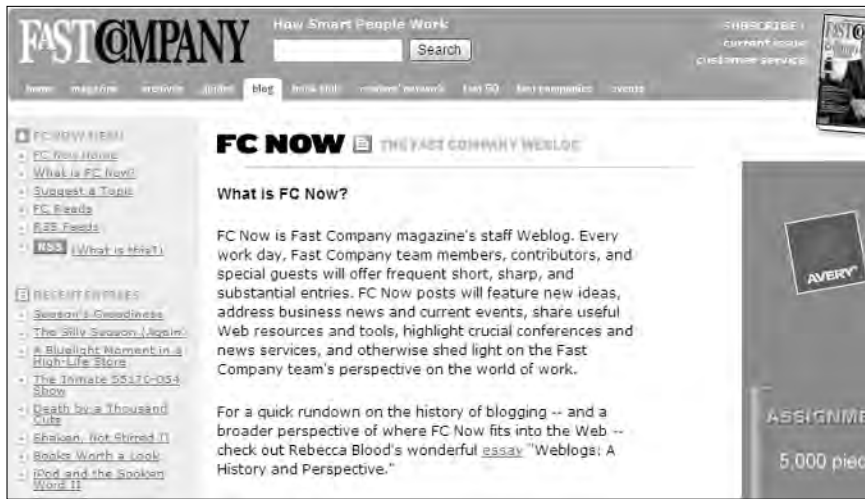 FAST COMPANY
How Smart People Work
Search
SUBSCRIBE!
current issue
customer service
home magazine archives guides blog book club readers' network fast 50 fast companies events
FC NOW MENU
FC Now Home
What is FC Now?
Suggest a Topic
FC Reads
RSS Feeds
RSS (What is this?)
RECENT ENTRIES
Season's Greediness
The Silly Season (Again)
A Bluelight Moment in a
High-Life Store
The Inmate 55170-054
Show
Death by a Thousand
Cuts
Shaken, Not Stirred II
Books Worth a Look
iPod and the Spoken
Word II
FC NOW THE FAST COMPANY WEBLOG
What is FC Now?
FC Now is Fast Company magazine's staff Weblog. Every
work day, Fast Company team members, contributors, and
special guests will offer frequent short, sharp, and
substantial entries. FC Now posts will feature new ideas,
address business news and current events, share useful
Web resources and tools, highlight crucial conferences and
news services, and otherwise shed light on the Fast
Company team's perspective on the world of work.
For a quick rundown on the history of blogging -- and a
broader perspective of where FC Now fits into the Web --
check out Rebecca Blood's wonderful essay "Weblogs: A
History and Perspective."
AVERY
ASSIGNME
5,000 piec